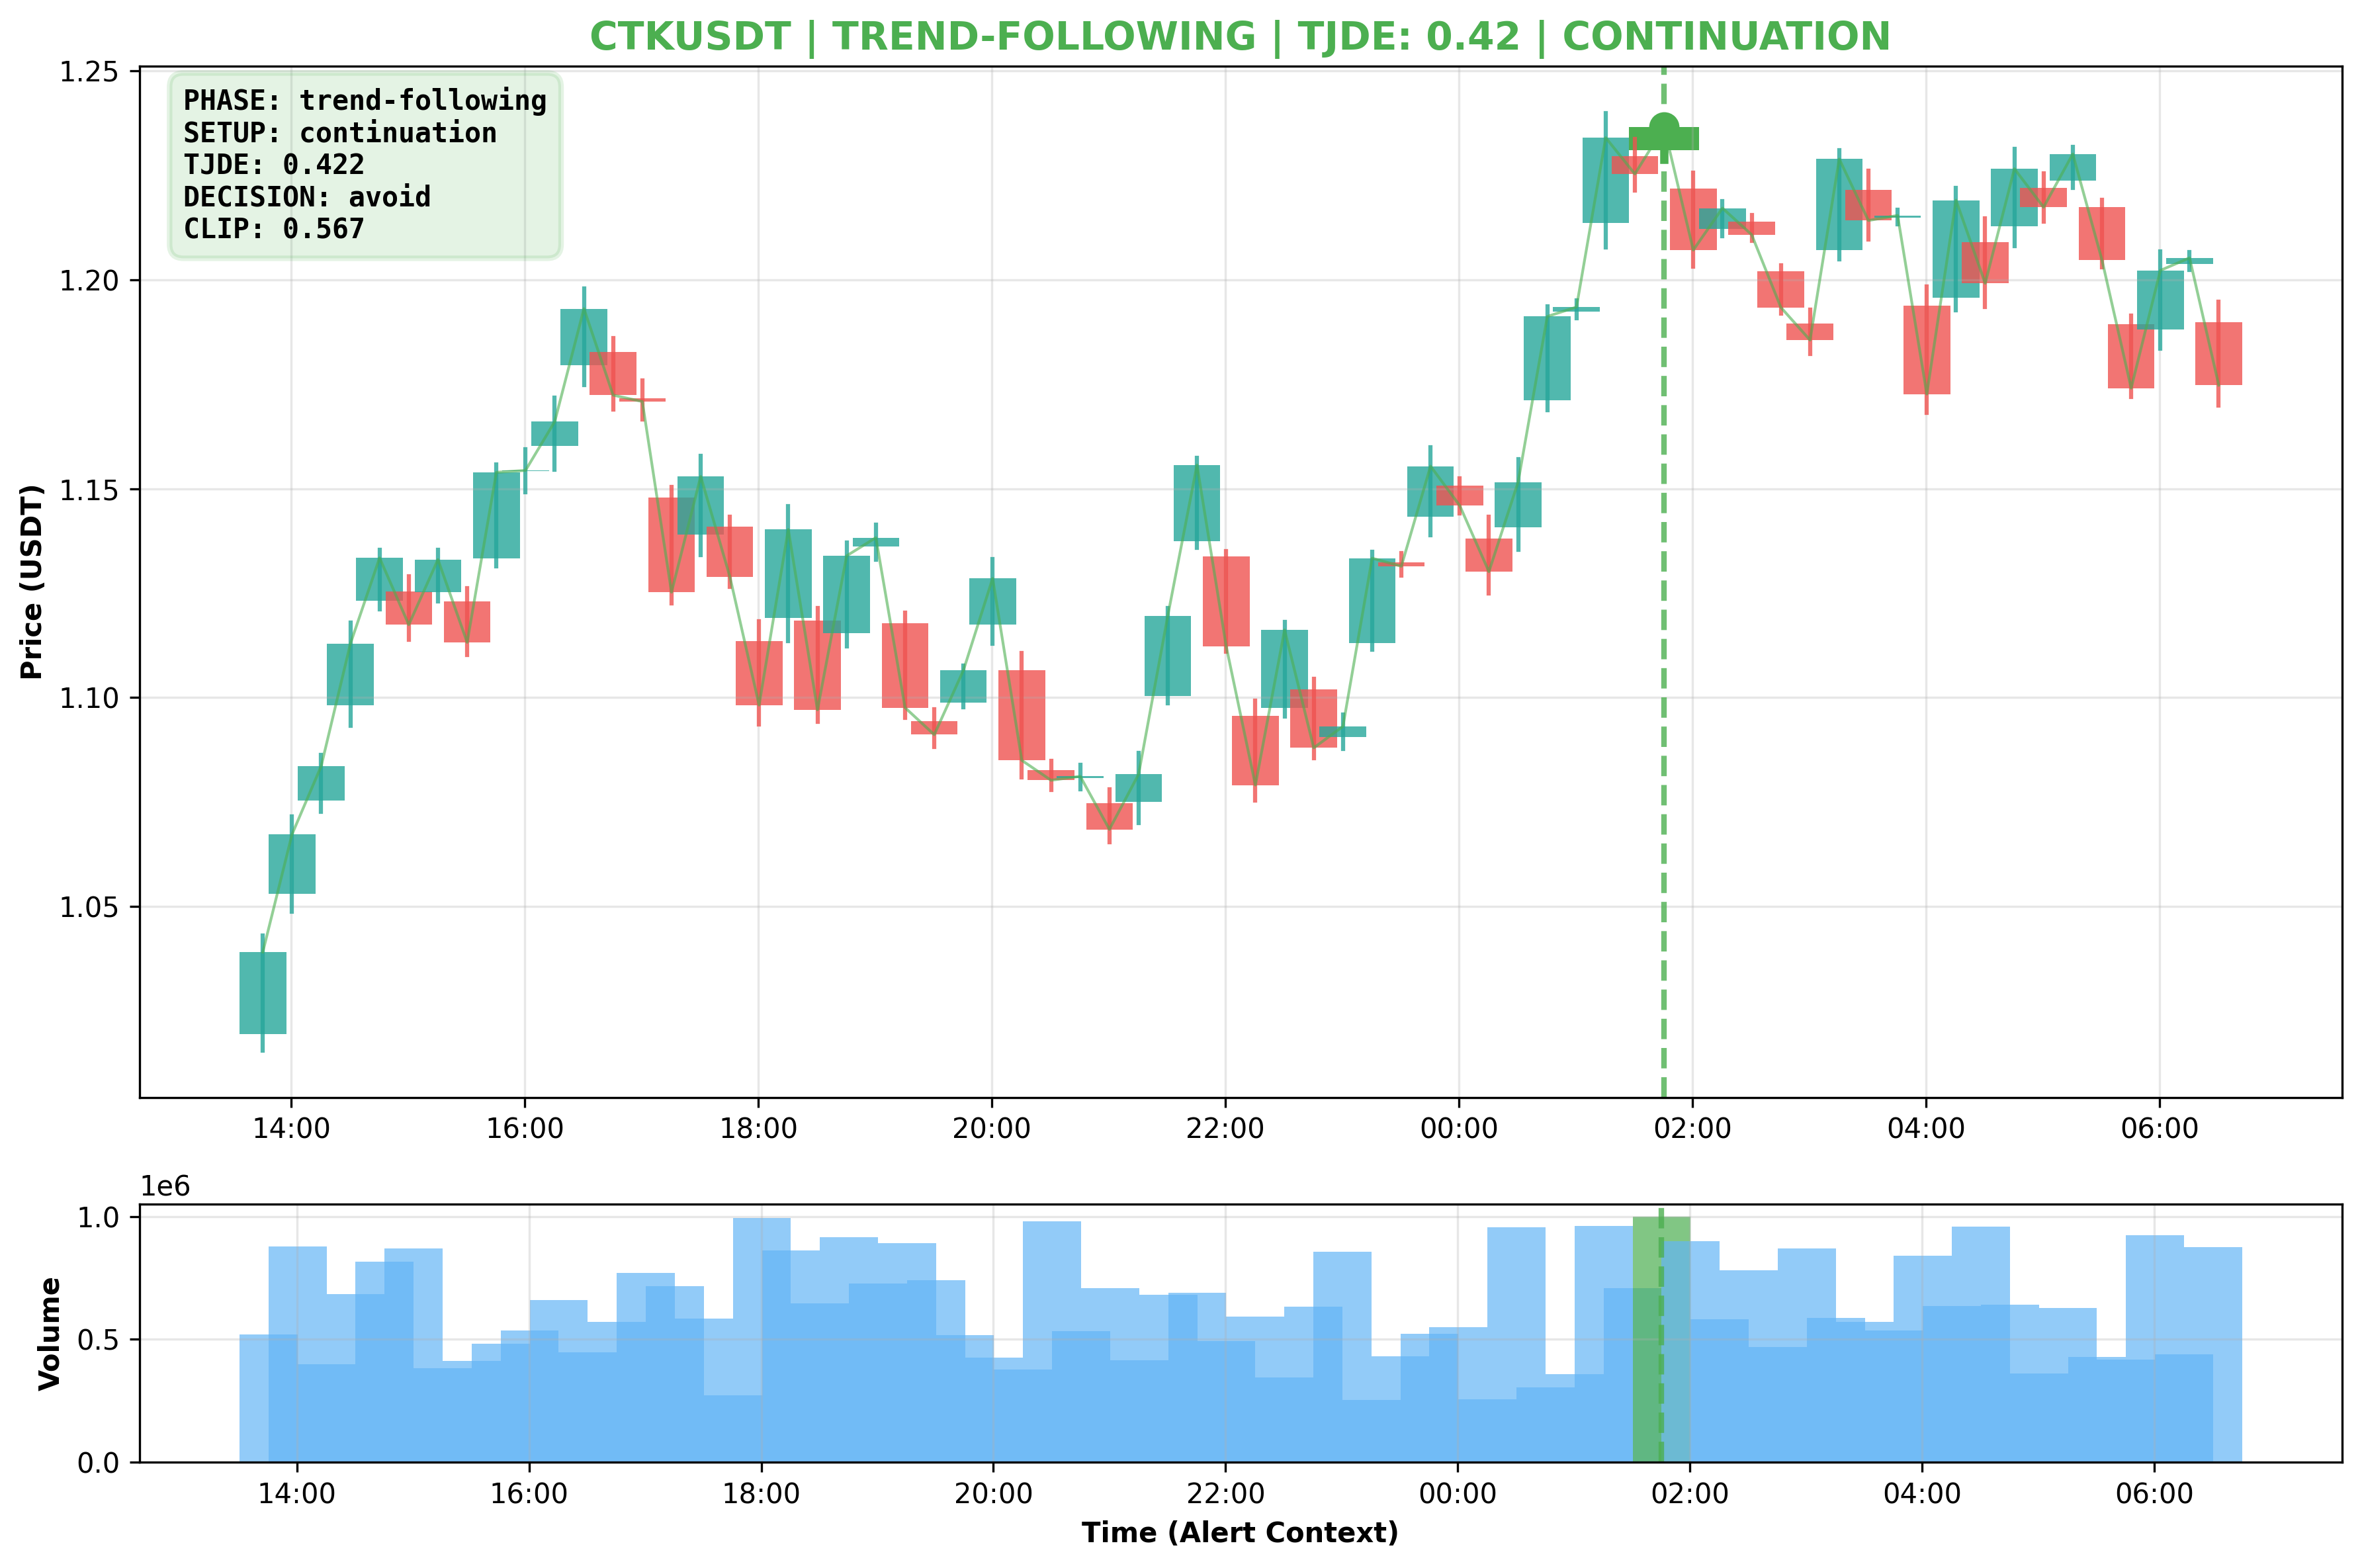 CTKUSDT | TREND-FOLLOWING | TJDE: 0.42 | CONTINUATION
PHASE: trend-following
SETUP: continuation
TJDE: 0.422
DECISION: avoid
CLIP: 0.567
Price (USDT)
1.25
1.20
1.15
1.10
1.05
14:00 16:00 18:00 20:00 22:00 00:00 02:00 04:00 06:00
1e6
Volume
1.0
0.5
0.0
14:00 16:00 18:00 20:00 22:00 00:00 02:00 04:00 06:00
Time (Alert Context)